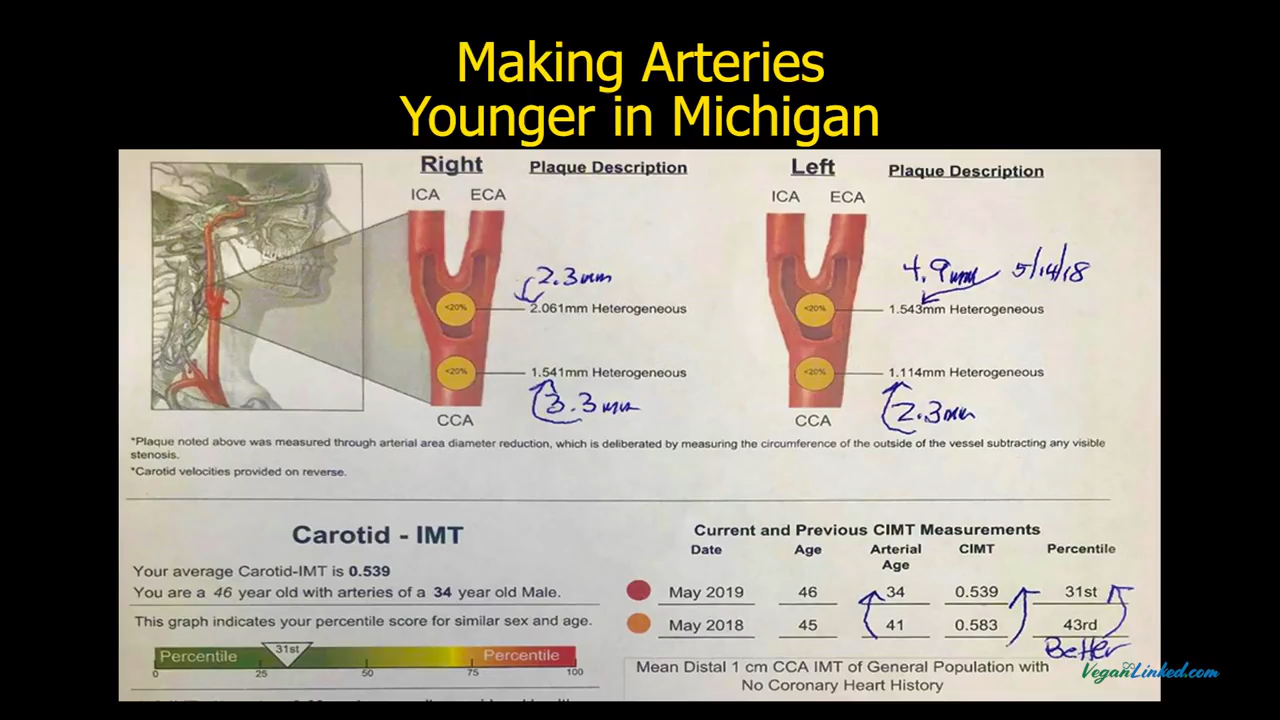 Making Arteries
Younger in Michigan
Right
Plaque Description
ICA ECA
2.3mm
<20%
2.061mm Heterogeneous
<20%
1.541mm Heterogeneous
3.3mm
CCA
Left
Plaque Description
ICA ECA
4.9mm 5/14/18
<20%
1.543mm Heterogeneous
<20%
1.114mm Heterogeneous
2.3mm
CCA
*Plaque noted above was measured through arterial area diameter reduction, which is deliberated by measuring the circumference of the outside of the vessel subtracting any visible
stenosis.
*Carotid velocities provided on reverse.
Carotid - IMT
Your average Carotid-IMT is 0.539
You are a 46 year old with arteries of a 34 year old Male.
This graph indicates your percentile score for similar sex and age.
31st
Percentile Percentile
0 25 50 75 100
Current and Previous CIMT Measurements
Date Age Arterial Age CIMT Percentile
May 2019 46 34 0.539 31st
May 2018 45 41 0.583 43rd
Better
Mean Distal 1 cm CCA IMT of General Population with
No Coronary Heart History
VeganLinked.com